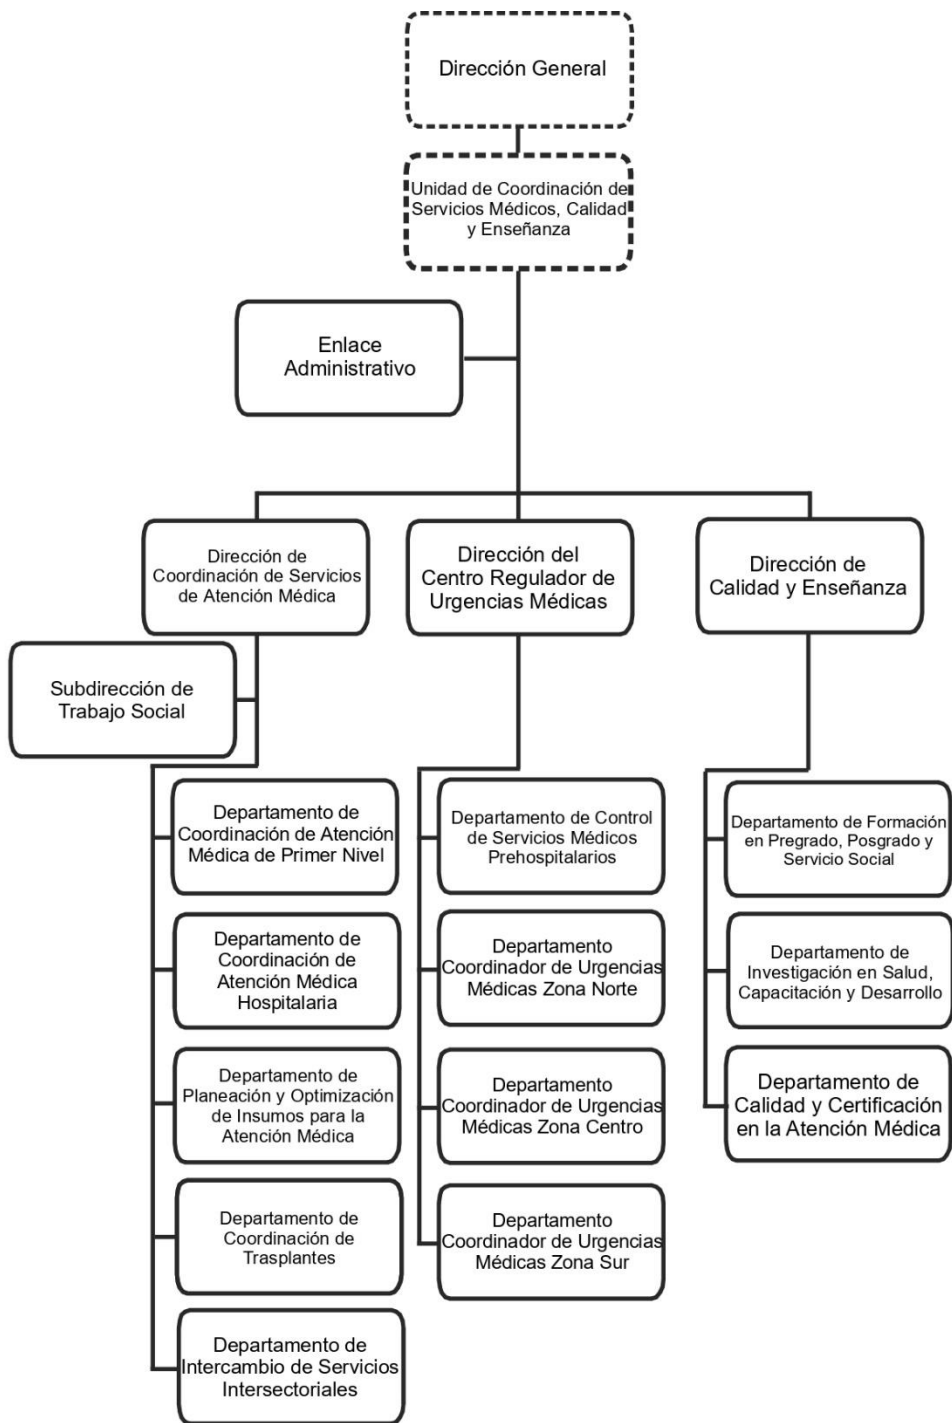 Dirección General
Unidad de Coordinación de
Servicios Médicos, Calidad
y Enseñanza
Enlace
Administrativo
Dirección de
Coordinación de Servicios
de Atención Médica
Dirección del
Centro Regulador de
Urgencias Médicas
Dirección de
Calidad y Enseñanza
Subdirección de
Trabajo Social
Departamento de
Coordinación de Atención
Médica de Primer Nivel
Departamento de
Coordinación de
Atención Médica
Hospitalaria
Departamento de
Planeación y Optimización
de Insumos para la
Atención Médica
Departamento de
Coordinación de
Trasplantes
Departamento de
Intercambio de Servicios
Intersectoriales
Departamento de Control
de Servicios Médicos
Prehospitalarios
Departamento
Coordinador de Urgencias
Médicas Zona Norte
Departamento
Coordinador de Urgencias
Médicas Zona Centro
Departamento
Coordinador de Urgencias
Médicas Zona Sur
Departamento de Formación
en Pregrado, Posgrado y
Servicio Social
Departamento de
Investigación en Salud,
Capacitación y Desarrollo
Departamento de
Calidad y Certificación
en la Atención Médica